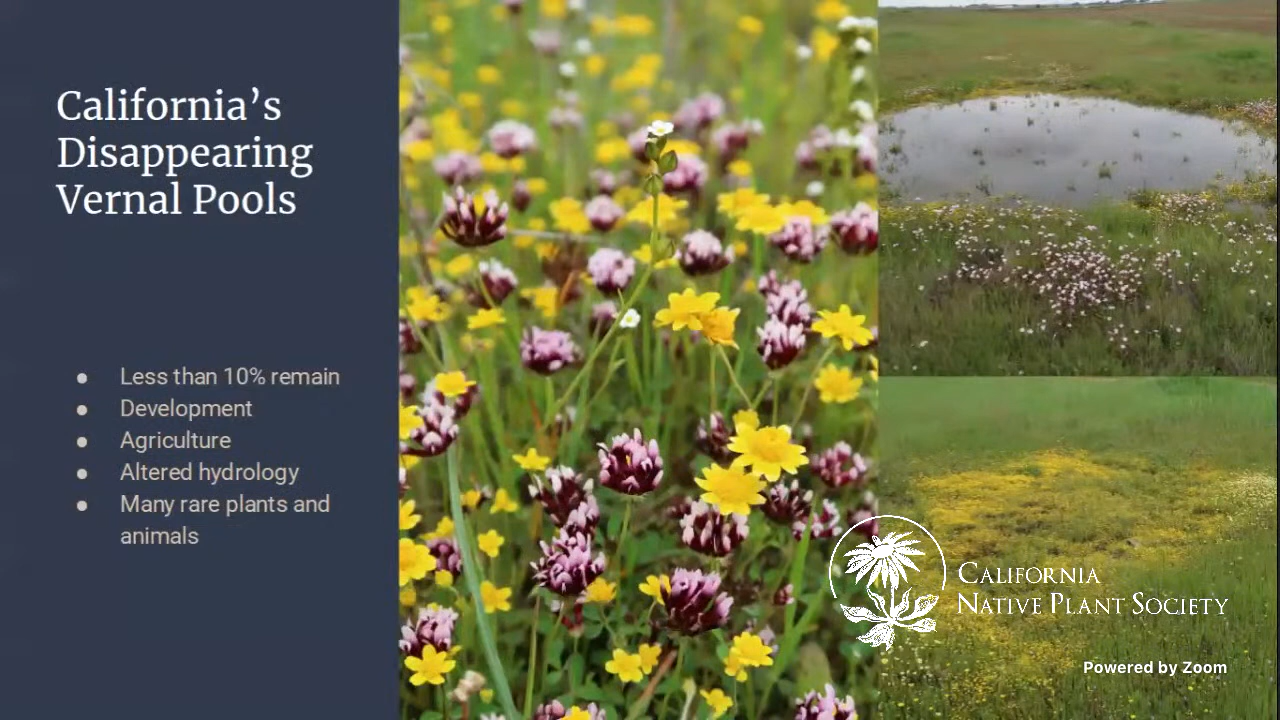 California’s
Disappearing
Vernal Pools
● Less than 10% remain
● Development
● Agriculture
● Altered hydrology
● Many rare plants and
animals
California
Native Plant Society
Powered by Zoom